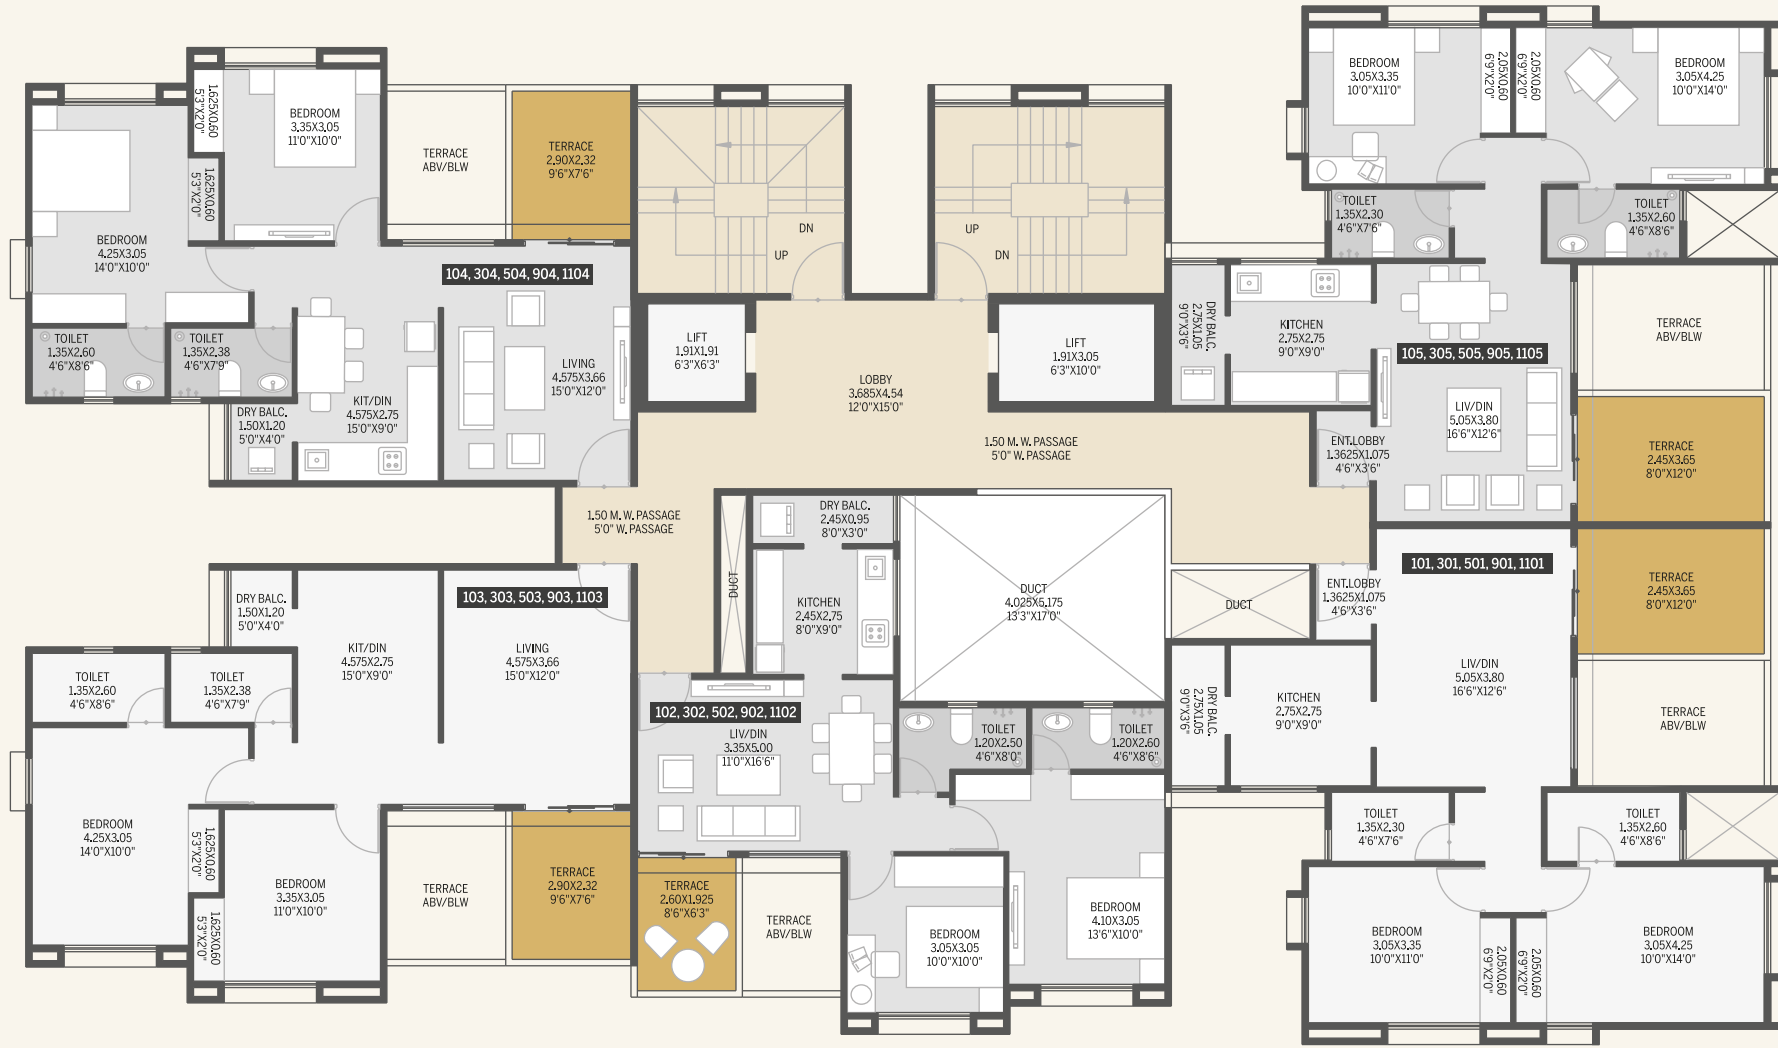 1.625X0.60
5'3"X2'0"
BEDROOM
3.35X3.05
11'0"X10'0"
TERRACE
ABV/BLW
TERRACE
2.90X2.32
9'6"X7'6"
1.625X0.60
5'3"X2'0"
BEDROOM
4.25X3.05
14'0"X10'0"
104, 304, 504, 904, 1104
TOILET
1.35X2.60
4'6"X8'6"
TOILET
1.35X2.38
4'6"X7'9"
LIVING
4.575X3.66
15'0"X12'0"
KIT/DIN
4.575X2.75
15'0"X9'0"
DRY BALC.
1.50X1.20
5'0"X4'0"
DN
UP
UP
DN
LIFT
1.91X1.91
6'3"X6'3"
LIFT
1.91X3.05
6'3"X10'0"
LOBBY
3.685X4.54
12'0"X15'0"
1.50 M. W. PASSAGE
5'0" W. PASSAGE
1.50 M. W. PASSAGE
5'0" W. PASSAGE
BEDROOM
3.05X3.35
10'0"X11'0"
2.05X0.60
6'9"X2'0"
2.05X0.60
6'9"X2'0"
BEDROOM
3.05X4.25
10'0"X14'0"
TOILET
1.35X2.30
4'6"X7'6"
TOILET
1.35X2.60
4'6"X8'6"
DRY BALC.
2.75X1.05
9'0"X3'6"
KITCHEN
2.75X2.75
9'0"X9'0"
105, 305, 505, 905, 1105
TERRACE
ABV/BLW
LIV/DIN
5.05X3.80
16'6"X12'6"
ENT.LOBBY
1.3625X1.075
4'6"X3'6"
TERRACE
2.45X3.65
8'0"X12'0"
103, 303, 503, 903, 1103
DRY BALC.
1.50X1.20
5'0"X4'0"
KIT/DIN
4.575X2.75
15'0"X9'0"
LIVING
4.575X3.66
15'0"X12'0"
TOILET
1.35X2.60
4'6"X8'6"
TOILET
1.35X2.38
4'6"X7'9"
BEDROOM
4.25X3.05
14'0"X10'0"
1.625X0.60
5'3"X2'0"
1.625X0.60
5'3"X2'0"
BEDROOM
3.35X3.05
11'0"X10'0"
TERRACE
ABV/BLW
TERRACE
2.90X2.32
9'6"X7'6"
DUCT
DRY BALC.
2.45X0.95
8'0"X3'0"
KITCHEN
2.45X2.75
8'0"X9'0"
DUCT
4.025X5.175
13'3"X17'0"
102, 302, 502, 902, 1102
LIV/DIN
3.35X5.00
11'0"X16'6"
TOILET
1.20X2.50
4'6"X8'0"
TOILET
1.20X2.60
4'6"X8'6"
TERRACE
2.60X1.925
8'6"X6'3"
TERRACE
ABV/BLW
BEDROOM
3.05X3.05
10'0"X10'0"
BEDROOM
4.10X3.05
13'6"X10'0"
DUCT
ENT.LOBBY
1.3625X1.075
4'6"X3'6"
101, 301, 501, 901, 1101
TERRACE
2.45X3.65
8'0"X12'0"
DRY BALC.
2.75X1.05
9'0"X3'6"
KITCHEN
2.75X2.75
9'0"X9'0"
LIV/DIN
5.05X3.80
16'6"X12'6"
TERRACE
ABV/BLW
TOILET
1.35X2.30
4'6"X7'6"
TOILET
1.35X2.60
4'6"X8'6"
BEDROOM
3.05X3.35
10'0"X11'0"
2.05X0.60
6'9"X2'0"
2.05X0.60
6'9"X2'0"
BEDROOM
3.05X4.25
10'0"X14'0"